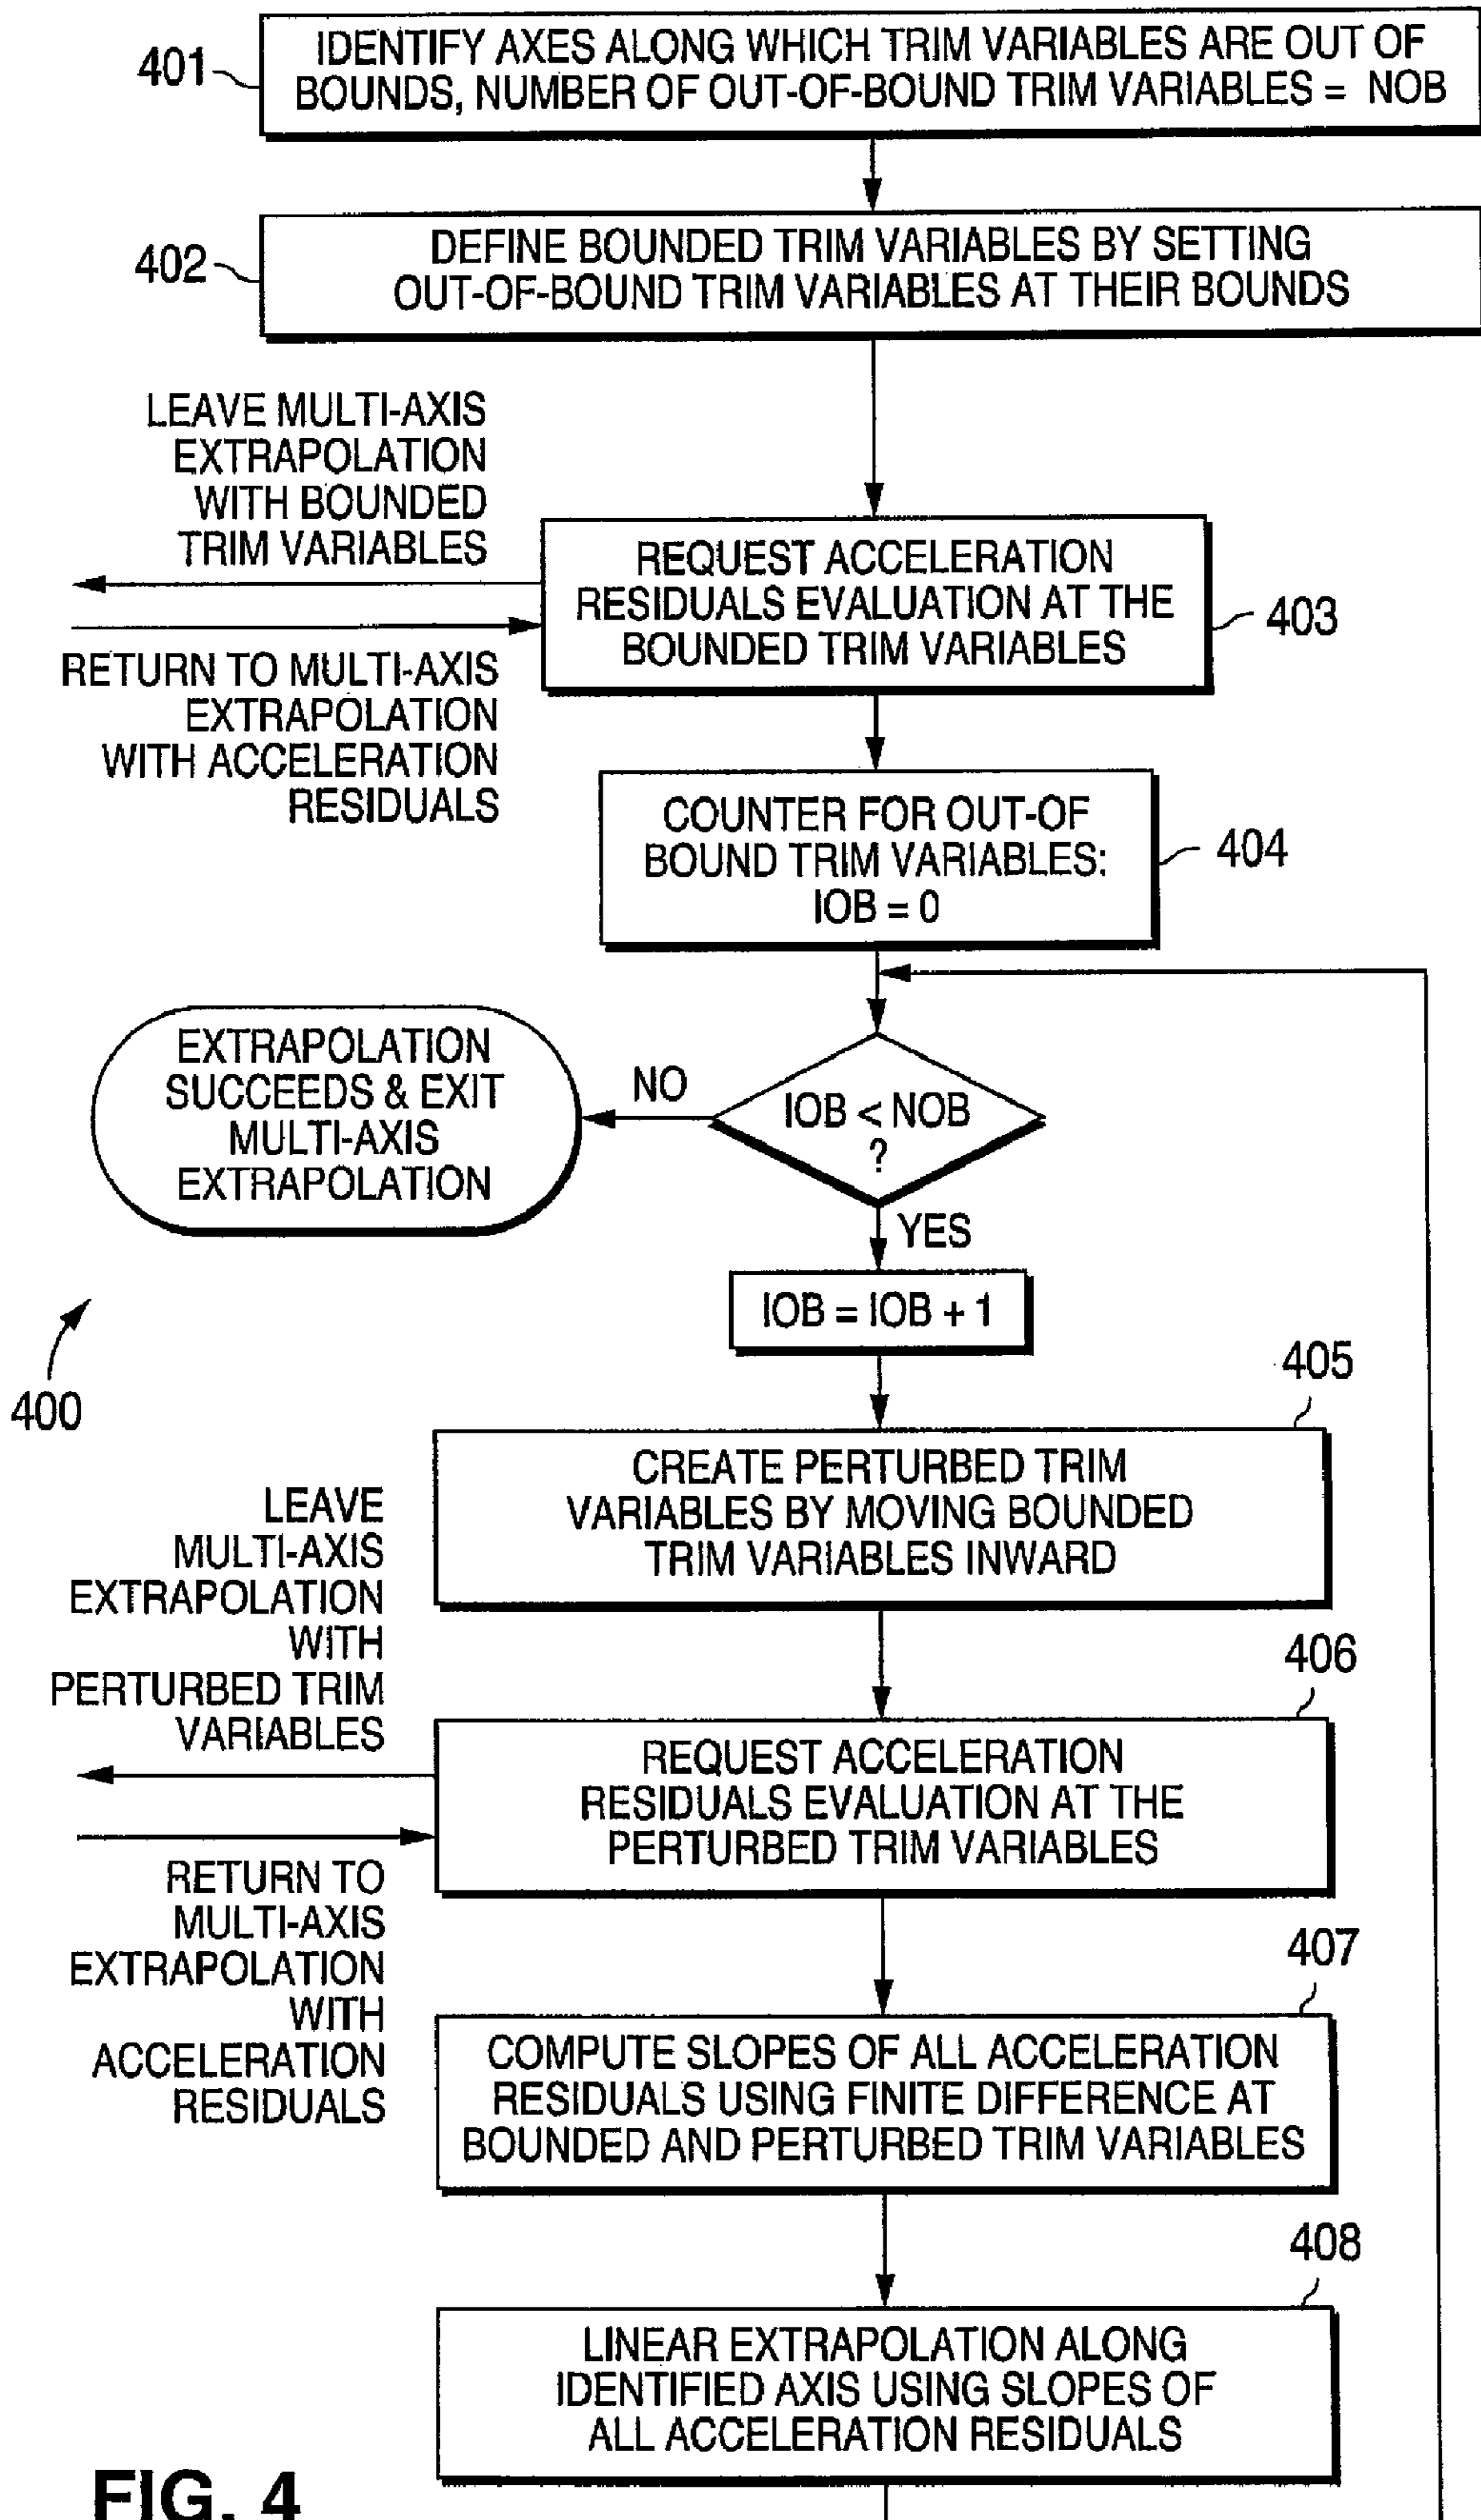 401
IDENTIFY AXES ALONG WHICH TRIM VARIABLES ARE OUT OF
BOUNDS, NUMBER OF OUT-OF-BOUND TRIM VARIABLES = NOB
402
DEFINE BOUNDED TRIM VARIABLES BY SETTING
OUT-OF-BOUND TRIM VARIABLES AT THEIR BOUNDS
LEAVE MULTI-AXIS
EXTRAPOLATION
WITH BOUNDED
TRIM VARIABLES
REQUEST ACCELERATION
RESIDUALS EVALUATION AT THE
BOUNDED TRIM VARIABLES
403
RETURN TO MULTI-AXIS
EXTRAPOLATION
WITH ACCELERATION
RESIDUALS
COUNTER FOR OUT-OF
BOUND TRIM VARIABLES:
IOB = 0
404
EXTRAPOLATION
SUCCEEDS & EXIT
MULTI-AXIS
EXTRAPOLATION
NO
IOB < NOB
?
YES
IOB = IOB + 1
400
405
CREATE PERTURBED TRIM
VARIABLES BY MOVING BOUNDED
TRIM VARIABLES INWARD
LEAVE
MULTI-AXIS
EXTRAPOLATION
WITH
PERTURBED TRIM
VARIABLES
406
REQUEST ACCELERATION
RESIDUALS EVALUATION AT THE
PERTURBED TRIM VARIABLES
RETURN TO
MULTI-AXIS
EXTRAPOLATION
WITH
ACCELERATION
RESIDUALS
407
COMPUTE SLOPES OF ALL ACCELERATION
RESIDUALS USING FINITE DIFFERENCE AT
BOUNDED AND PERTURBED TRIM VARIABLES
408
LINEAR EXTRAPOLATION ALONG
IDENTIFIED AXIS USING SLOPES OF
ALL ACCELERATION RESIDUALS
FIG. 4